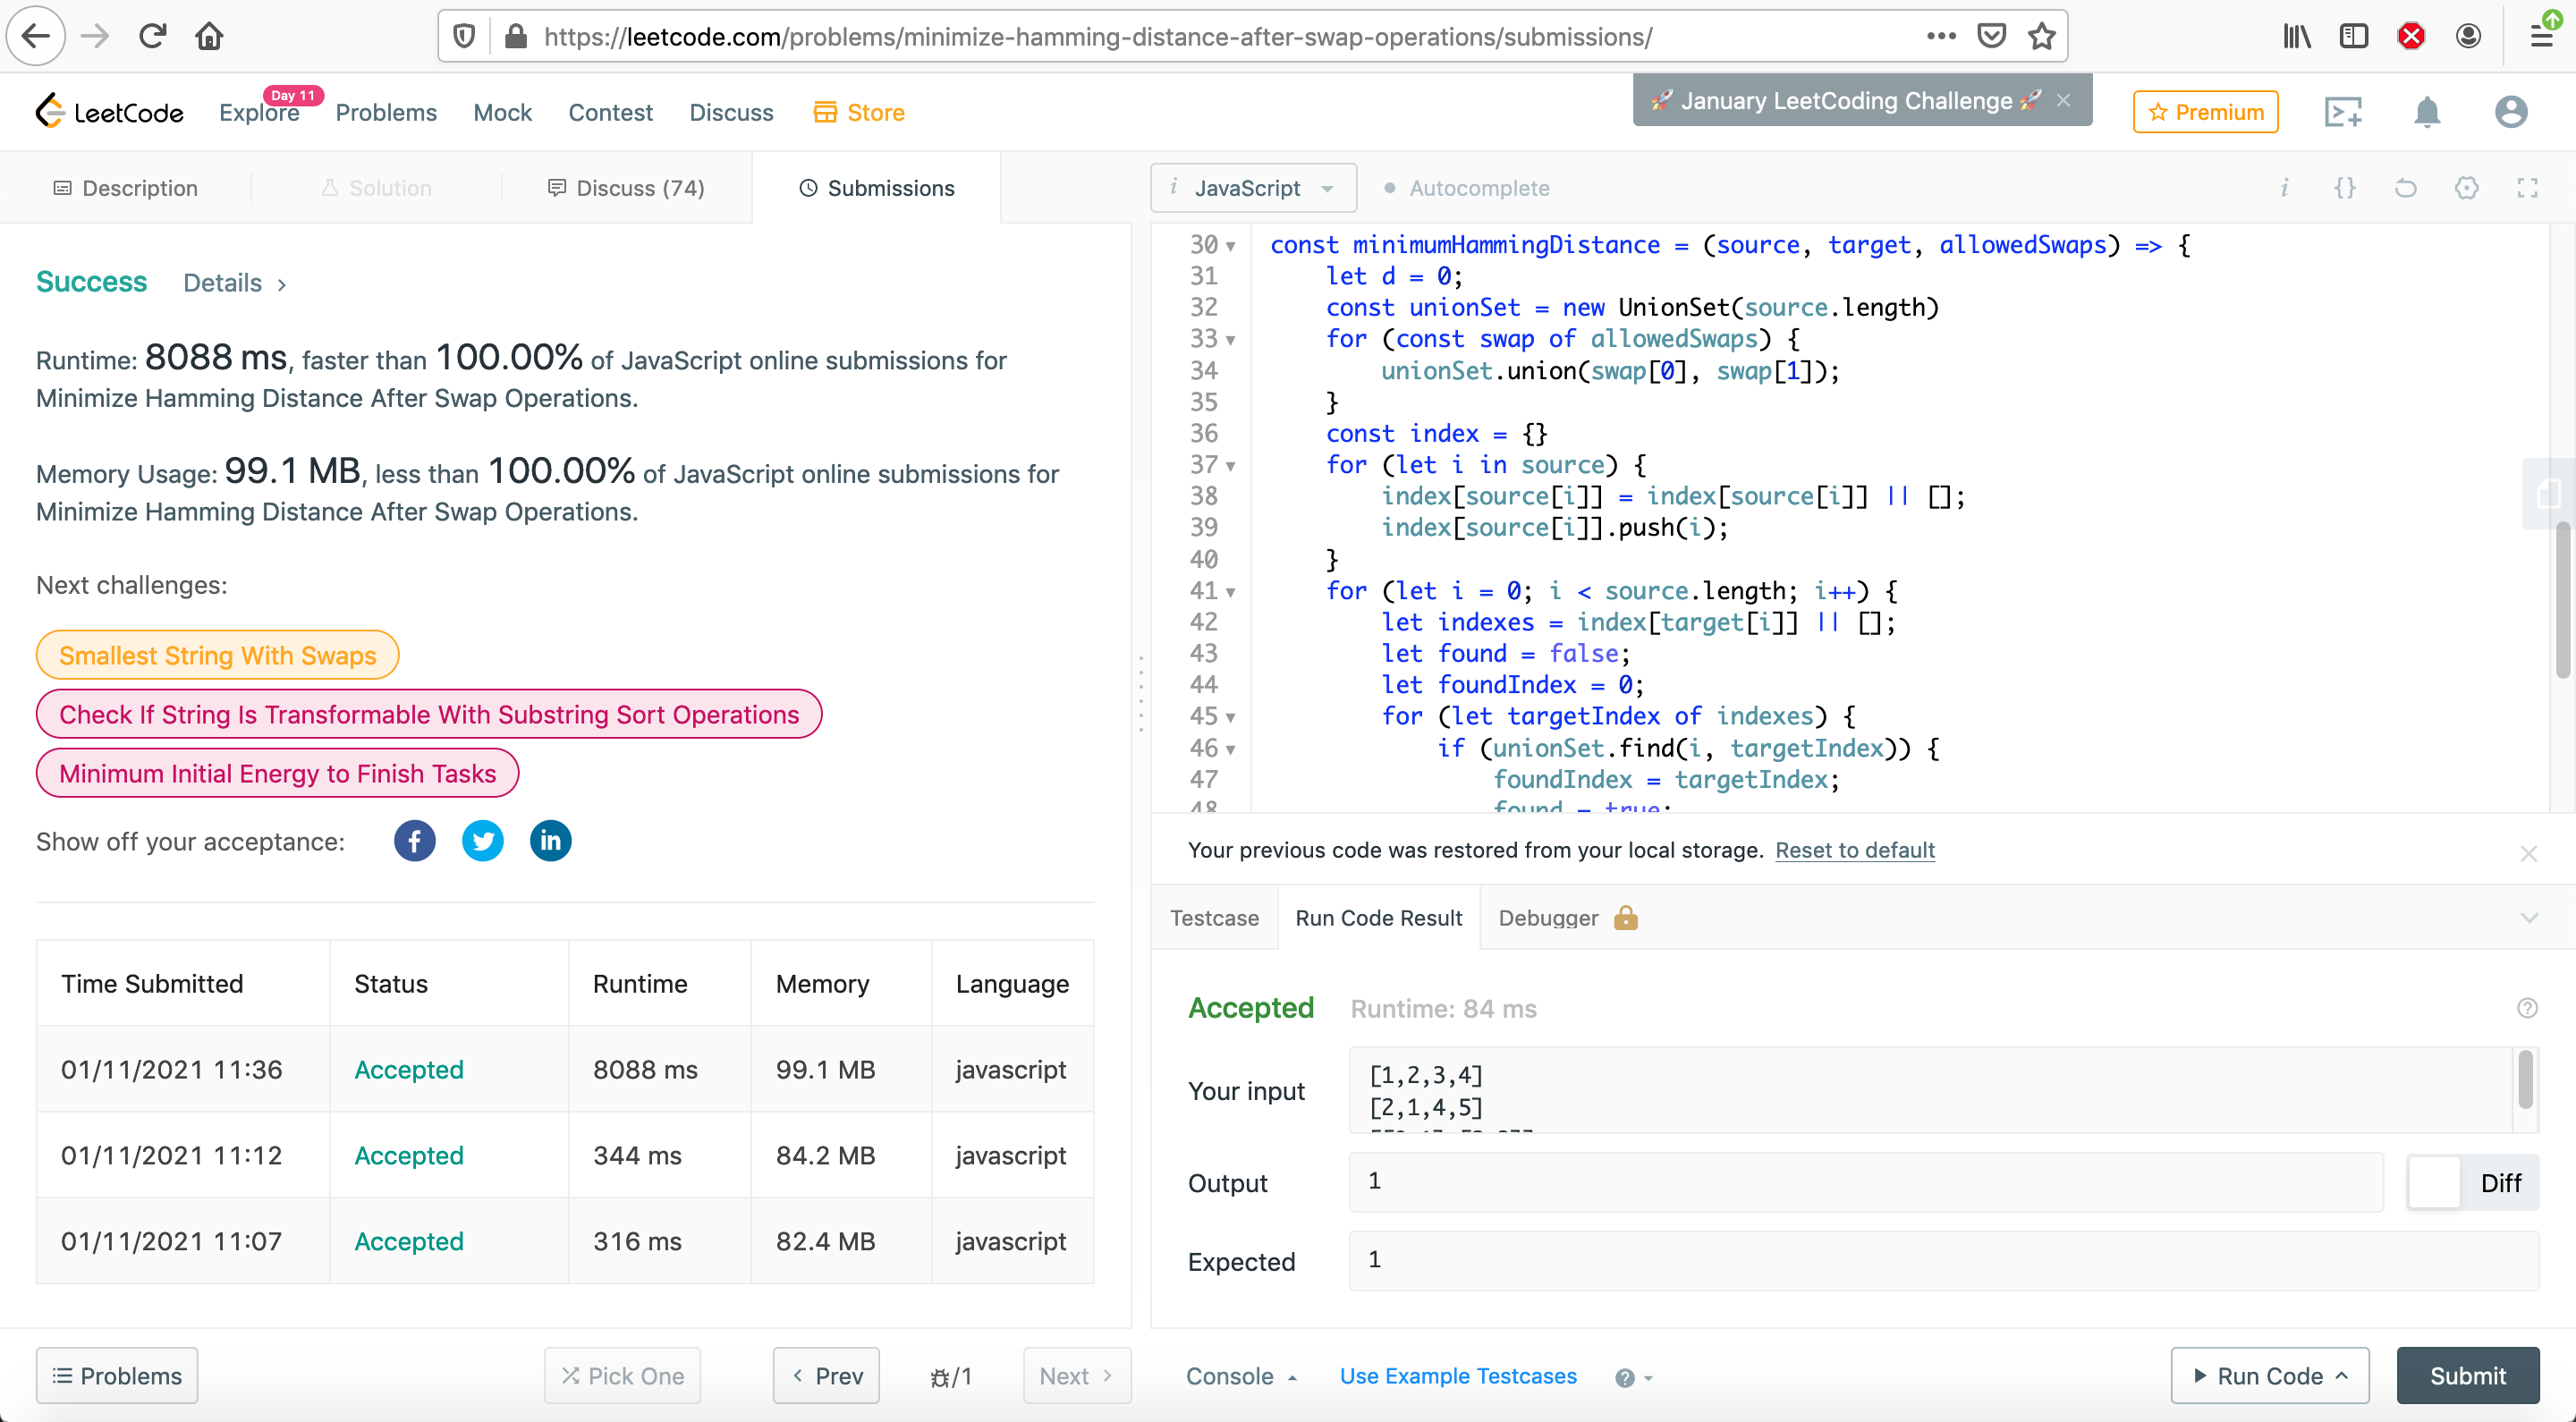 https://leetcode.com/problems/minimize-hamming-distance-after-swap-operations/submissions/
LeetCode
Explore
Day 11
Problems
Mock
Contest
Discuss
Store
🚀 January LeetCoding Challenge 🚀 ×
Premium
Description
Solution
Discuss (74)
Submissions
i JavaScript
Autocomplete
i {}
Success
Details >
Runtime: 8088 ms, faster than 100.00% of JavaScript online submissions for
Minimize Hamming Distance After Swap Operations.
Memory Usage: 99.1 MB, less than 100.00% of JavaScript online submissions for
Minimize Hamming Distance After Swap Operations.
Next challenges:
Smallest String With Swaps
Check If String Is Transformable With Substring Sort Operations
Minimum Initial Energy to Finish Tasks
Show off your acceptance:
f in
Time Submitted Status Runtime Memory Language
01/11/2021 11:36 Accepted 8088 ms 99.1 MB javascript
01/11/2021 11:12 Accepted 344 ms 84.2 MB javascript
01/11/2021 11:07 Accepted 316 ms 82.4 MB javascript
30 const minimumHammingDistance = (source, target, allowedSwaps) => {
31 let d = 0;
32 const unionSet = new UnionSet(source.length)
33 for (const swap of allowedSwaps) {
34 unionSet.union(swap[0], swap[1]);
35 }
36 const index = {}
37 for (let i in source) {
38 index[source[i]] = index[source[i]] || [];
39 index[source[i]].push(i);
40 }
41 for (let i = 0; i < source.length; i++) {
42 let indexes = index[target[i]] || [];
43 let found = false;
44 let foundIndex = 0;
45 for (let targetIndex of indexes) {
46 if (unionSet.find(i, targetIndex)) {
47 foundIndex = targetIndex;
48 found = true;
Your previous code was restored from your local storage. Reset to default
Testcase
Run Code Result
Debugger
Accepted
Runtime: 84 ms
Your input
[1,2,3,4]
[2,1,4,5]
Output
1
Diff
Expected
1
Problems
Pick One
< Prev
/1
Next >
Console
Use Example Testcases
Run Code
Submit